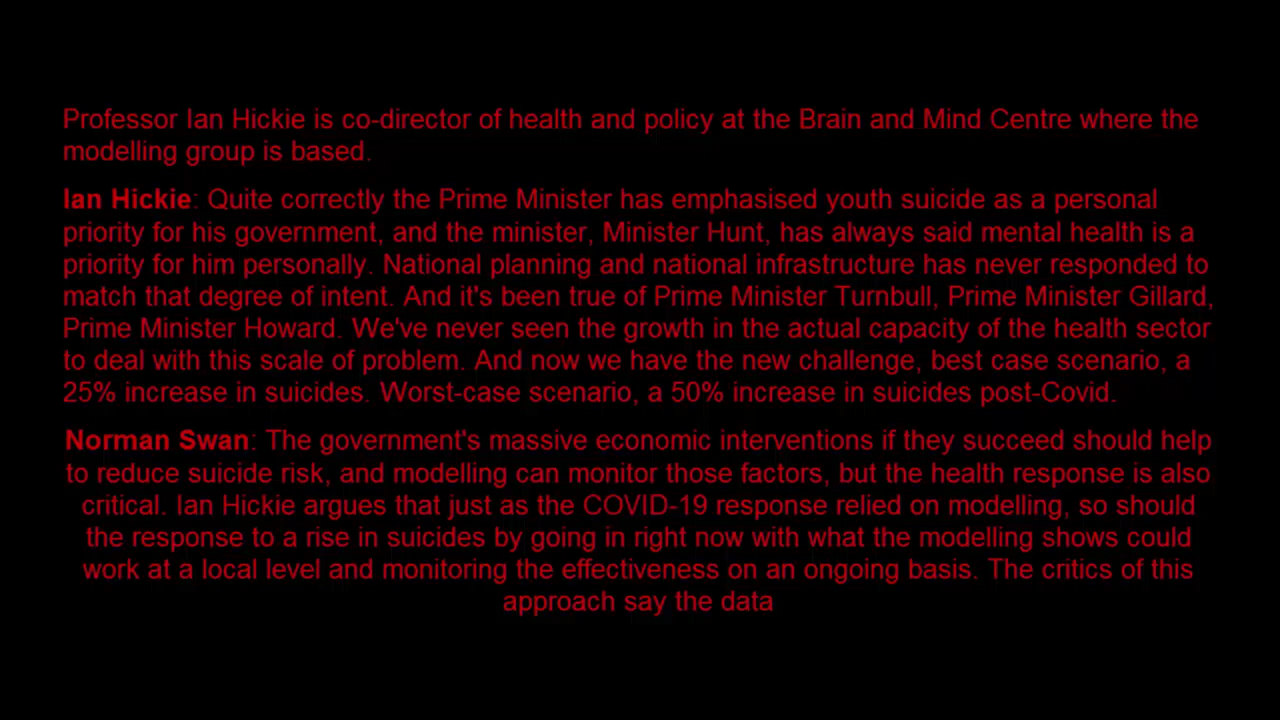 Professor Ian Hickie is co-director of health and policy at the Brain and Mind Centre where the
modelling group is based.
Ian Hickie: Quite correctly the Prime Minister has emphasised youth suicide as a personal
priority for his government, and the minister, Minister Hunt, has always said mental health is a
priority for him personally. National planning and national infrastructure has never responded to
match that degree of intent. And it's been true of Prime Minister Turnbull, Prime Minister Gillard,
Prime Minister Howard. We've never seen the growth in the actual capacity of the health sector
to deal with this scale of problem. And now we have the new challenge, best case scenario, a
25% increase in suicides. Worst-case scenario, a 50% increase in suicides post-Covid.
Norman Swan: The government's massive economic interventions if they succeed should help
to reduce suicide risk, and modelling can monitor those factors, but the health response is also
critical. Ian Hickie argues that just as the COVID-19 response relied on modelling, so should
the response to a rise in suicides by going in right now with what the modelling shows could
work at a local level and monitoring the effectiveness on an ongoing basis. The critics of this
approach say the data